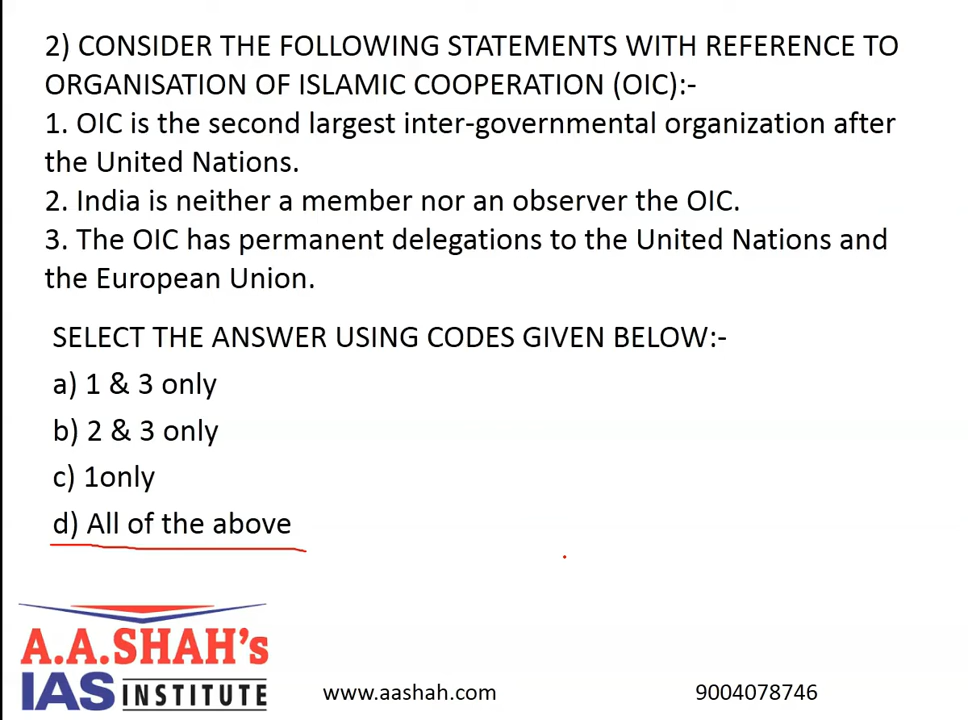 2) CONSIDER THE FOLLOWING STATEMENTS WITH REFERENCE TO
ORGANISATION OF ISLAMIC COOPERATION (OIC):-
1. OIC is the second largest inter-governmental organization after
the United Nations.
2. India is neither a member nor an observer the OIC.
3. The OIC has permanent delegations to the United Nations and
the European Union.
SELECT THE ANSWER USING CODES GIVEN BELOW:-
a) 1 & 3 only
b) 2 & 3 only
c) 1only
d) All of the above
A.A.SHAH's
IAS INSTITUTE
www.aashah.com
9004078746